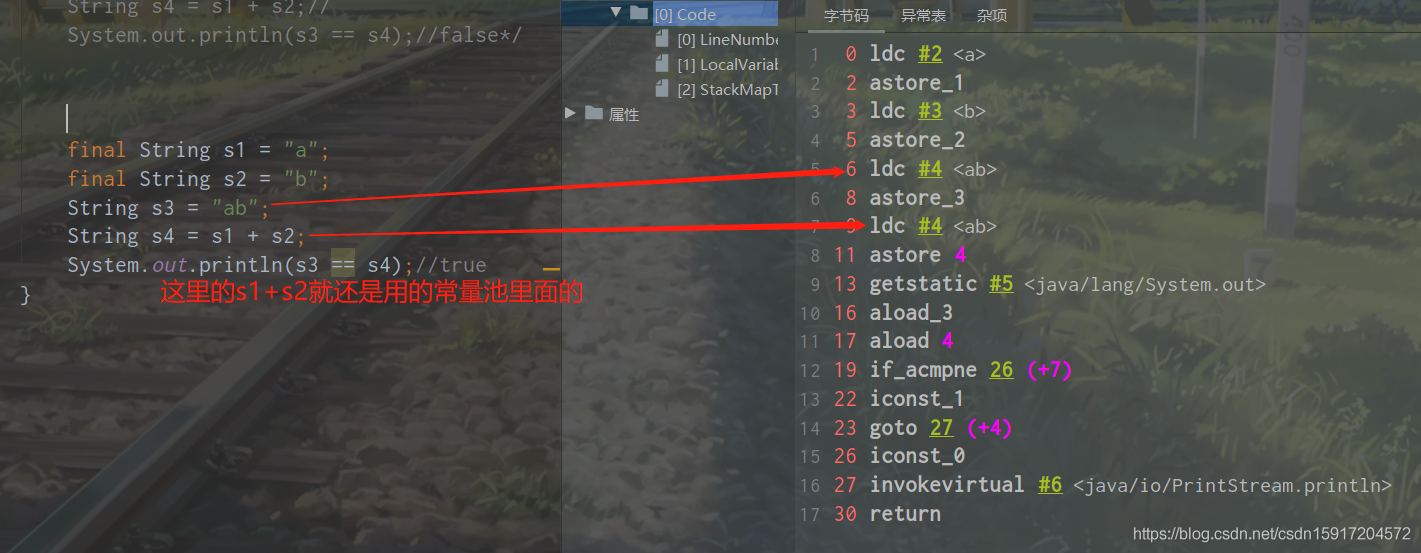 String s4 = s1 + s2;//
System.out.println(s3 == s4);//false*/
final String s1 = "a";
final String s2 = "b";
String s3 = "ab";
String s4 = s1 + s2;
System.out.println(s3 == s4);//true
这里的s1+s2就还是用的常量池里面的
}
[0] Code
[0] LineNumbe
[1] LocalVariab
[2] StackMapT
属性
字节码 异常表 杂项
1 0 ldc #2 <a>
2 2 astore_1
3 3 ldc #3 <b>
4 5 astore_2
5 6 ldc #4 <ab>
6 8 astore_3
7 9 ldc #4 <ab>
8 11 astore 4
9 13 getstatic #5 <java/lang/System.out>
10 16 aload_3
11 17 aload 4
12 19 if_acmpne 26 (+7)
13 22 iconst_1
14 23 goto 27 (+4)
15 26 iconst_0
16 27 invokevirtual #6 <java/io/PrintStream.println>
17 30 return
https://blog.csdn.net/csdn15917204572